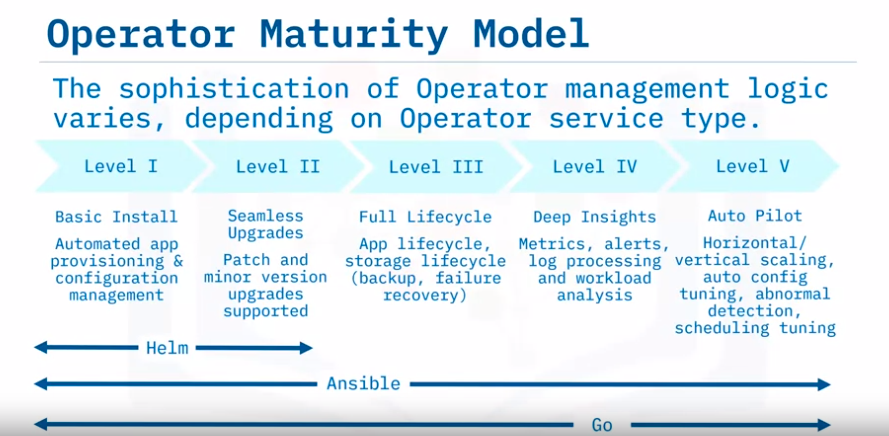 Operator Maturity Model
The sophistication of Operator management logic
varies, depending on Operator service type.
Level I
Level II
Level III
Level IV
Level V
Basic Install
Automated app
provisioning &
configuration
management
Seamless
Upgrades
Patch and
minor version
upgrades
supported
Full Lifecycle
App lifecycle,
storage lifecycle
(backup, failure
recovery)
Deep Insights
Metrics, alerts,
log processing
and workload
analysis
Auto Pilot
Horizontal/
vertical scaling,
auto config
tuning, abnormal
detection,
scheduling tuning
Helm
Ansible
Go